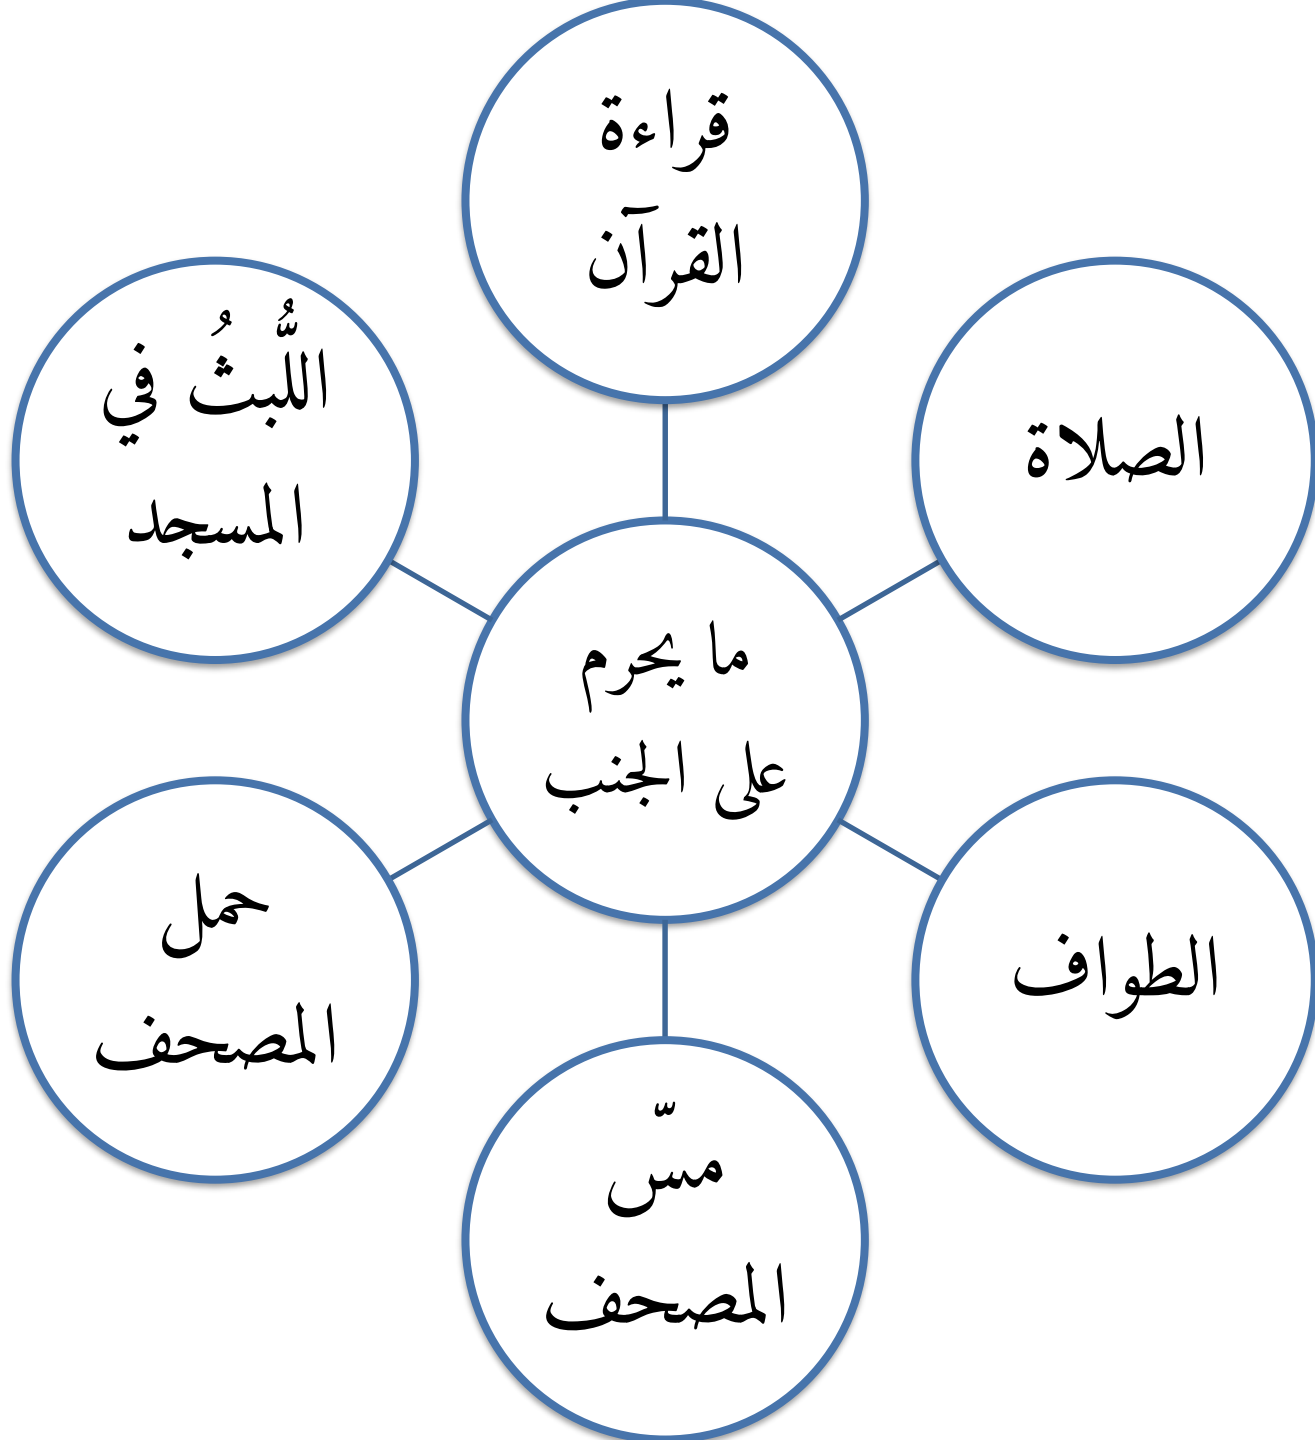 قراءة
القرآن
الصلاة
الطواف
مسّ
المصحف
حمل
المصحف
اللُّبثُ في
المسجد
ما يحرم
على الجنب